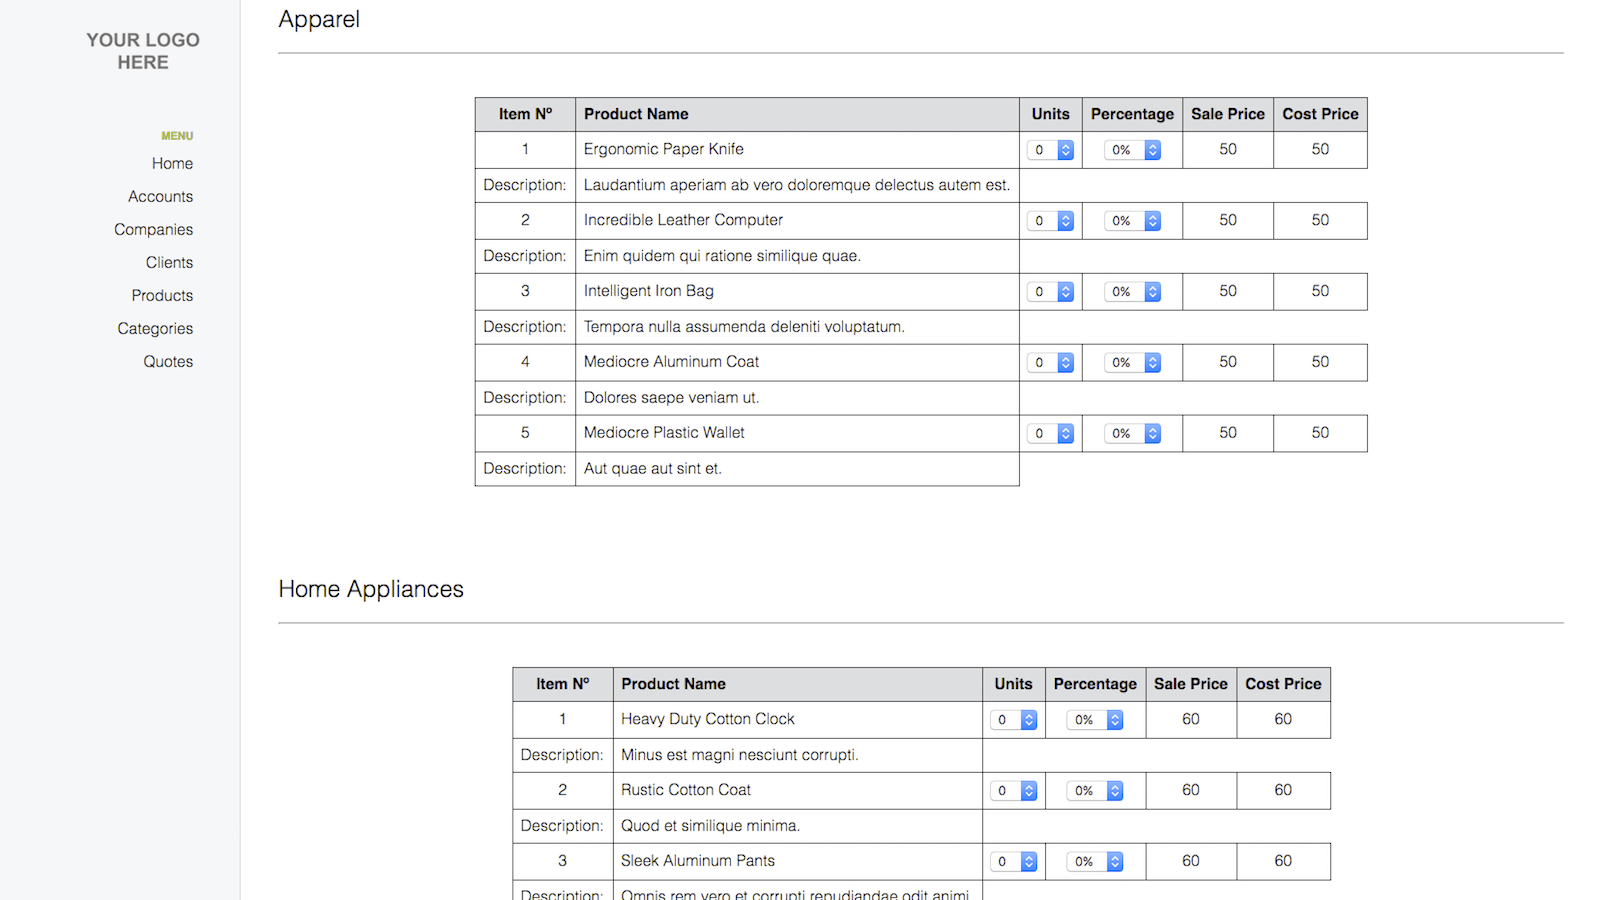 YOUR LOGO
HERE
MENU
Home
Accounts
Companies
Clients
Products
Categories
Quotes
Apparel
Item Nº Product Name Units Percentage Sale Price Cost Price
1 Ergonomic Paper Knife 0 0% 50 50
Description: Laudantium aperiam ab vero doloremque delectus autem est.
2 Incredible Leather Computer 0 0% 50 50
Description: Enim quidem qui ratione similique quae.
3 Intelligent Iron Bag 0 0% 50 50
Description: Tempora nulla assumenda deleniti voluptatum.
4 Mediocre Aluminum Coat 0 0% 50 50
Description: Dolores saepe veniam ut.
5 Mediocre Plastic Wallet 0 0% 50 50
Description: Aut quae aut sint et.
Home Appliances
Item Nº Product Name Units Percentage Sale Price Cost Price
1 Heavy Duty Cotton Clock 0 0% 60 60
Description: Minus est magni nesciunt corrupti.
2 Rustic Cotton Coat 0 0% 60 60
Description: Quod et similique minima.
3 Sleek Aluminum Pants 0 0% 60 60
Description: Omnis rem vero et corrupti repudiandae odit animi